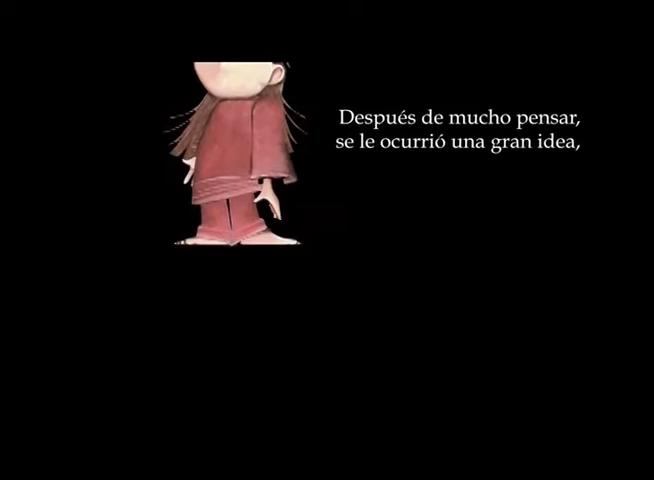 Después de mucho pensar,
se le ocurrió una gran idea,